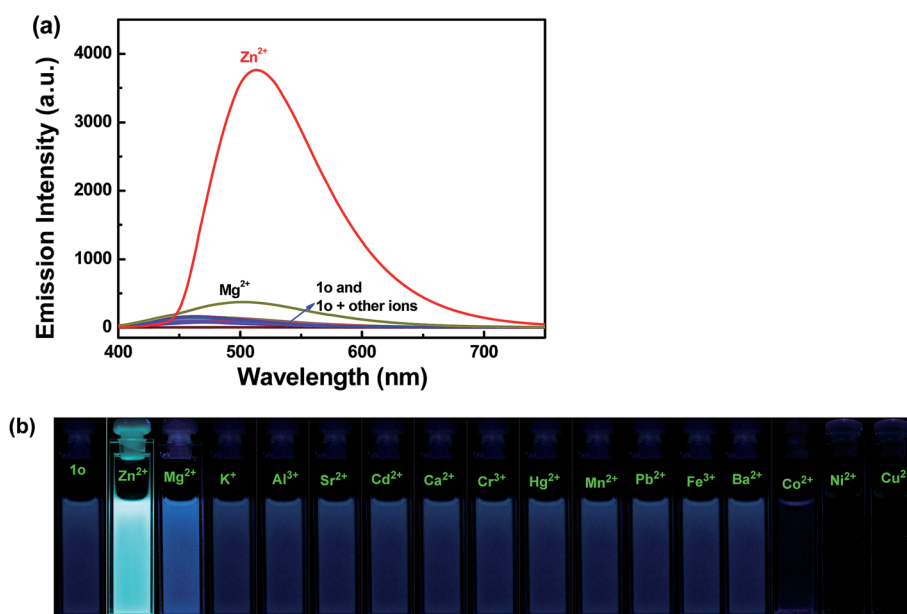 (a)
Emission Intensity (a.u.)
4000
3000
2000
1000
0
Zn²⁺
Mg²⁺
1o and
1o + other ions
400 500 600 700
Wavelength (nm)
(b)
1o Zn²⁺ Mg²⁺ K⁺ Al³⁺ Sr²⁺ Cd²⁺ Ca²⁺ Cr³⁺ Hg²⁺ Mn²⁺ Pb²⁺ Fe³⁺ Ba²⁺ Co²⁺ Ni²⁺ Cu²